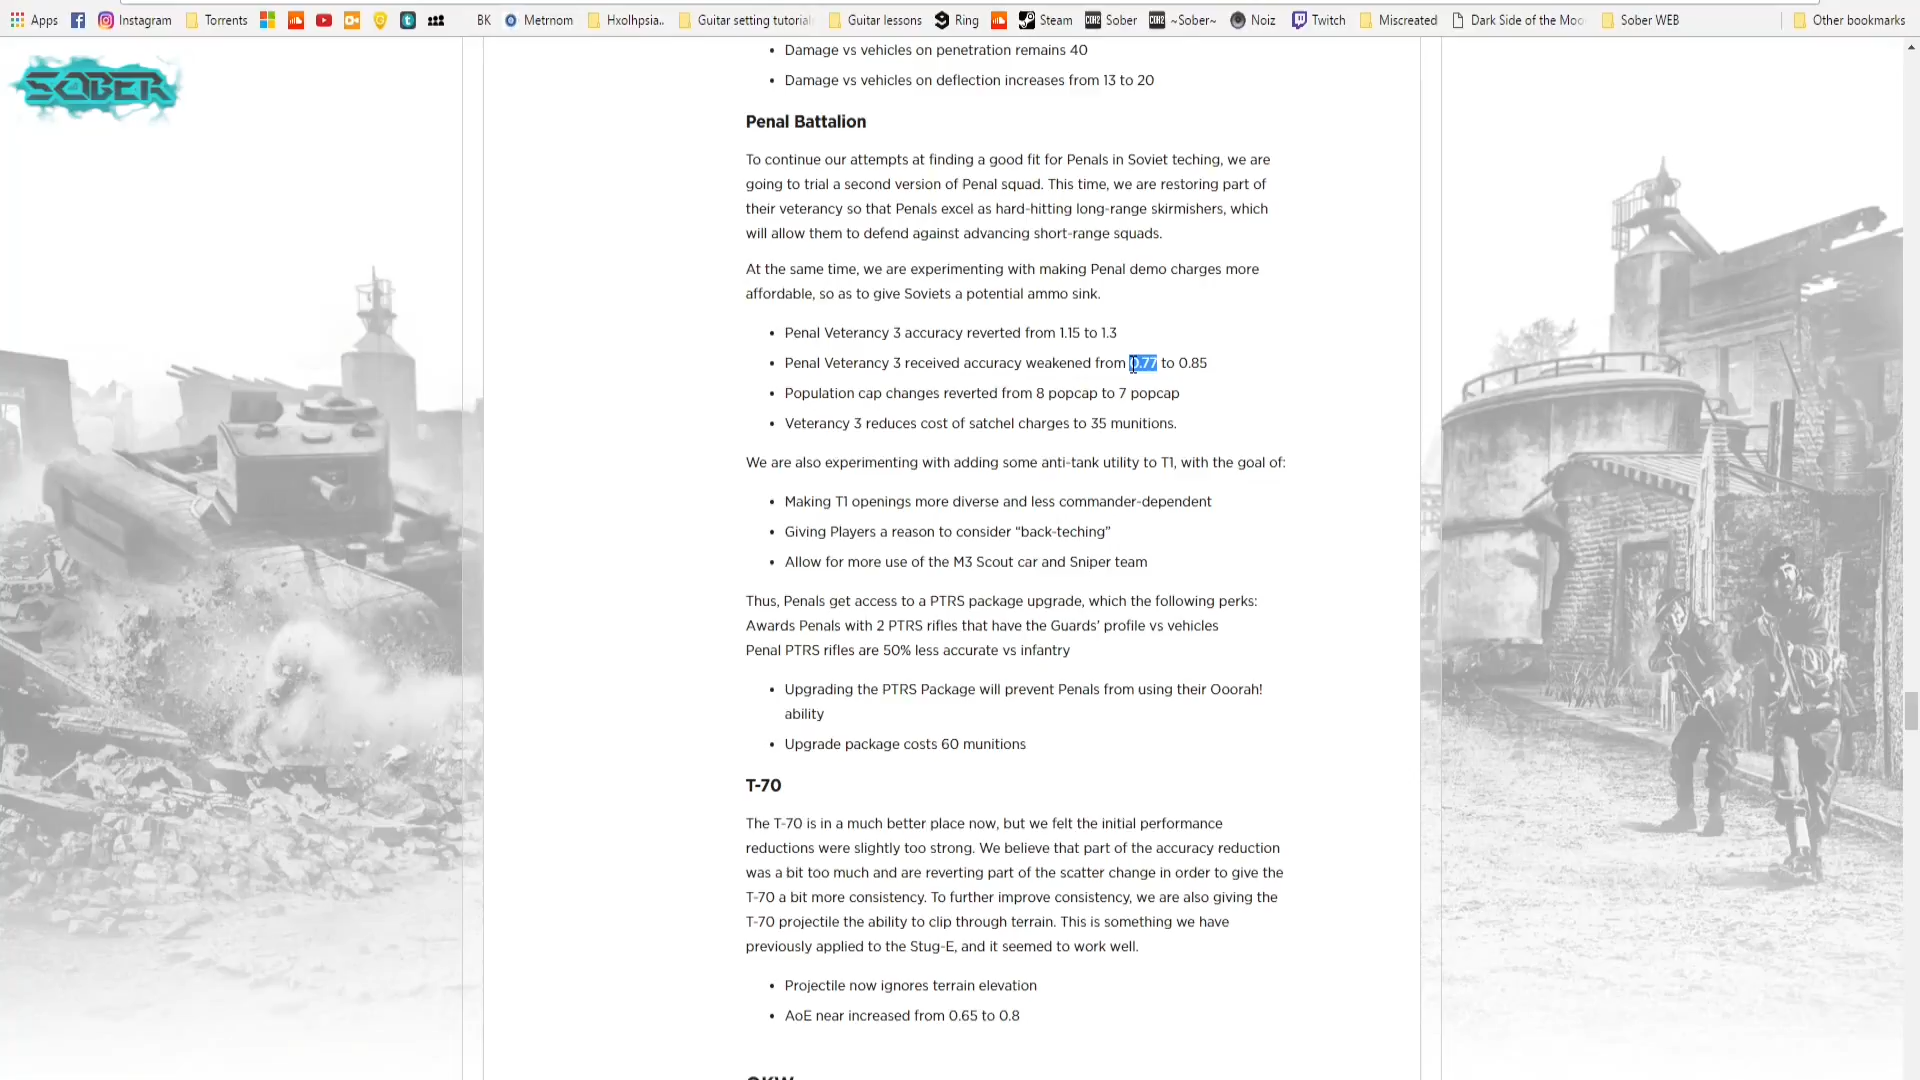 Apps Instagram Torrents BK Metrnom Hxolhpsia.. Guitar setting tutorial Guitar lessons Ring Steam Sober ~Sober~ Noiz Twitch Miscreated Dark Side of the Moo Sober WEB Other bookmarks
SOBER
Damage vs vehicles on penetration remains 40
Damage vs vehicles on deflection increases from 13 to 20
Penal Battalion
To continue our attempts at finding a good fit for Penals in Soviet teching, we are
going to trial a second version of Penal squad. This time, we are restoring part of
their veterancy so that Penals excel as hard-hitting long-range skirmishers, which
will allow them to defend against advancing short-range squads.
At the same time, we are experimenting with making Penal demo charges more
affordable, so as to give Soviets a potential ammo sink.
Penal Veterancy 3 accuracy reverted from 1.15 to 1.3
Penal Veterancy 3 received accuracy weakened from 0.77 to 0.85
Population cap changes reverted from 8 popcap to 7 popcap
Veterancy 3 reduces cost of satchel charges to 35 munitions.
We are also experimenting with adding some anti-tank utility to T1, with the goal of:
Making T1 openings more diverse and less commander-dependent
Giving Players a reason to consider “back-teching”
Allow for more use of the M3 Scout car and Sniper team
Thus, Penals get access to a PTRS package upgrade, which the following perks:
Awards Penals with 2 PTRS rifles that have the Guards’ profile vs vehicles
Penal PTRS rifles are 50% less accurate vs infantry
Upgrading the PTRS Package will prevent Penals from using their Ooorah!
ability
Upgrade package costs 60 munitions
T-70
The T-70 is in a much better place now, but we felt the initial performance
reductions were slightly too strong. We believe that part of the accuracy reduction
was a bit too much and are reverting part of the scatter change in order to give the
T-70 a bit more consistency. To further improve consistency, we are also giving the
T-70 projectile the ability to clip through terrain. This is something we have
previously applied to the Stug-E, and it seemed to work well.
Projectile now ignores terrain elevation
AoE near increased from 0.65 to 0.8
OKW